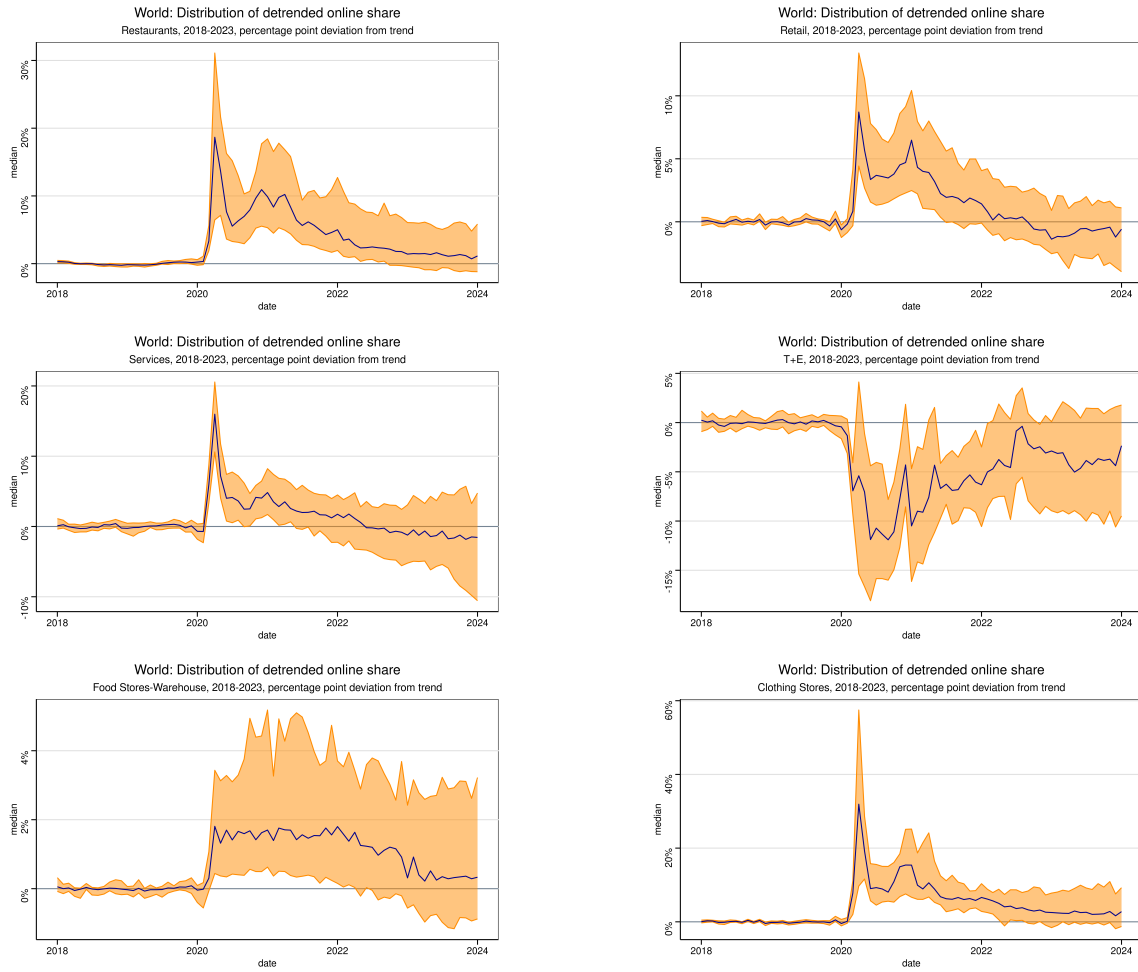 World: Distribution of detrended online share
Restaurants, 2018-2023, percentage point deviation from trend
30%
20%
10%
0%
median
2018 2020 2022 2024
date
World: Distribution of detrended online share
Retail, 2018-2023, percentage point deviation from trend
10%
5%
0%
median
2018 2020 2022 2024
date
World: Distribution of detrended online share
Services, 2018-2023, percentage point deviation from trend
20%
10%
0%
-10%
median
2018 2020 2022 2024
date
World: Distribution of detrended online share
T+E, 2018-2023, percentage point deviation from trend
5%
0%
-5%
-10%
-15%
median
2018 2020 2022 2024
date
World: Distribution of detrended online share
Food Stores-Warehouse, 2018-2023, percentage point deviation from trend
4%
2%
0%
median
2018 2020 2022 2024
date
World: Distribution of detrended online share
Clothing Stores, 2018-2023, percentage point deviation from trend
60%
40%
20%
0%
median
2018 2020 2022 2024
date